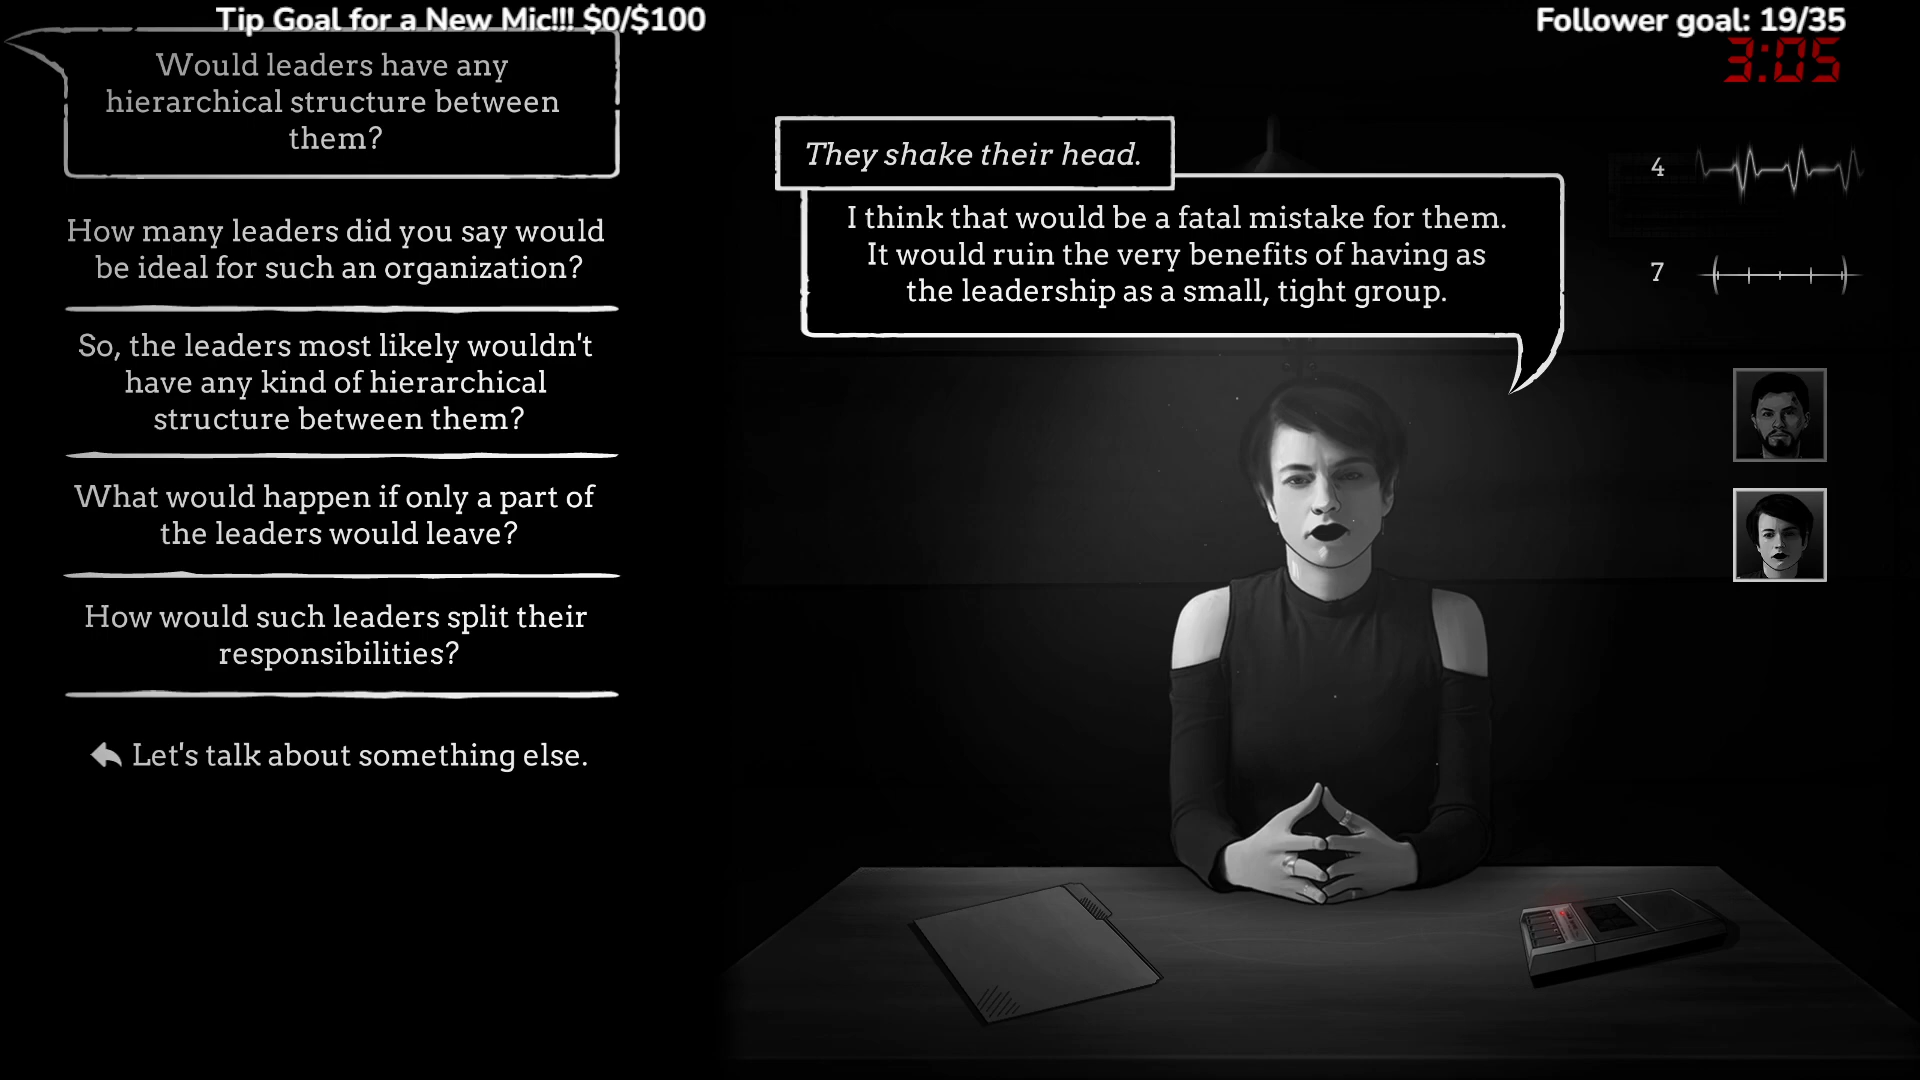 Tip Goal for a New Mic!!! $0/$100
Follower goal: 19/35
3:05
Would leaders have any
hierarchical structure between
them?
How many leaders did you say would
be ideal for such an organization?
So, the leaders most likely wouldn't
have any kind of hierarchical
structure between them?
What would happen if only a part of
the leaders would leave?
How would such leaders split their
responsibilities?
Let's talk about something else.
They shake their head.
I think that would be a fatal mistake for them.
It would ruin the very benefits of having as
the leadership as a small, tight group.
4
7